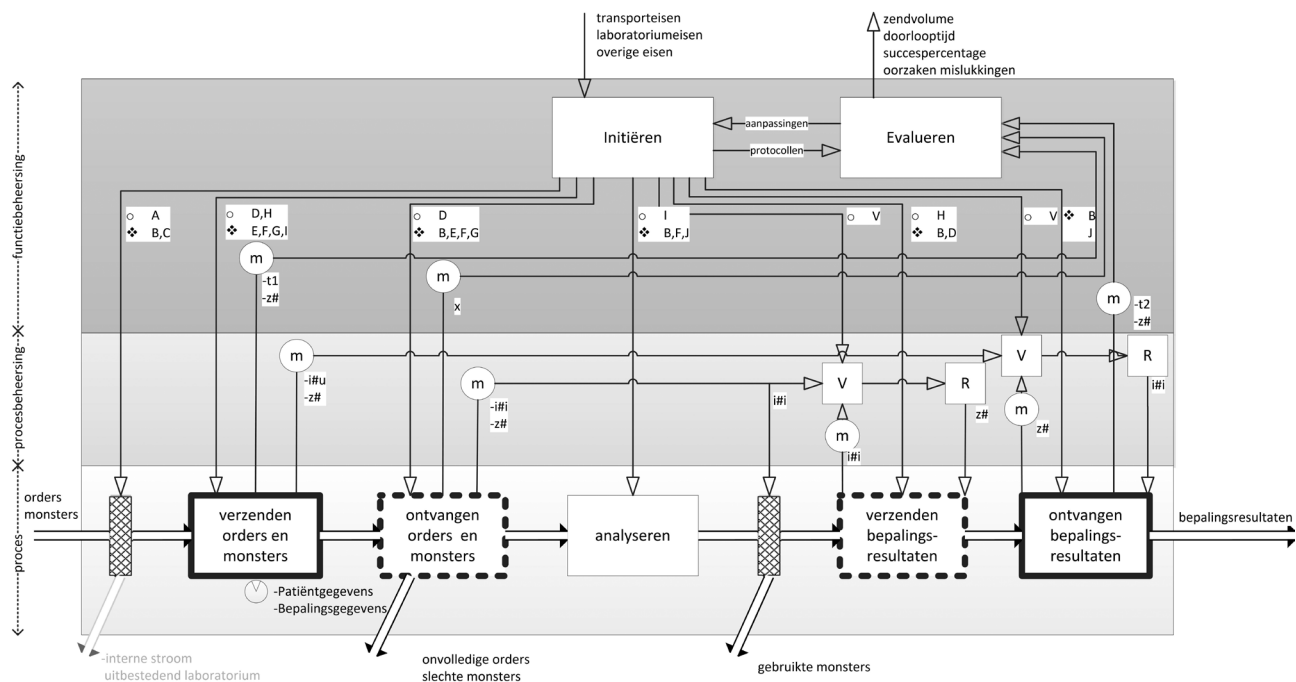 transporteisen
laboratoriumeisen
overige eisen
zendvolume
doorlooptijd
succespercentage
oorzaken mislukkingen
functiebeheersing
Initiëren
aanpassingen
protocollen
Evalueren
A
B,C
D,H
E,F,G,I
D
B,E,F,G
I
B,F,J
V
H
B,D
V
B
J
m
-t1
-z#
m
x
m
-t2
-z#
procesbeheersing
m
-i#u
-z#
m
-i#i
-z#
i#i
V
R
z#
m
i#i
V
R
i#i
m
z#
proces
orders
monsters
verzenden
orders en
monsters
ontvangen
orders en
monsters
analyseren
verzenden
bepalings-
resultaten
ontvangen
bepalings-
resultaten
bepalingsresultaten
V
-Patiëntgegevens
-Bepalingsgegevens
-interne stroom
uitbestedend laboratorium
onvolledige orders
slechte monsters
gebruikte monsters